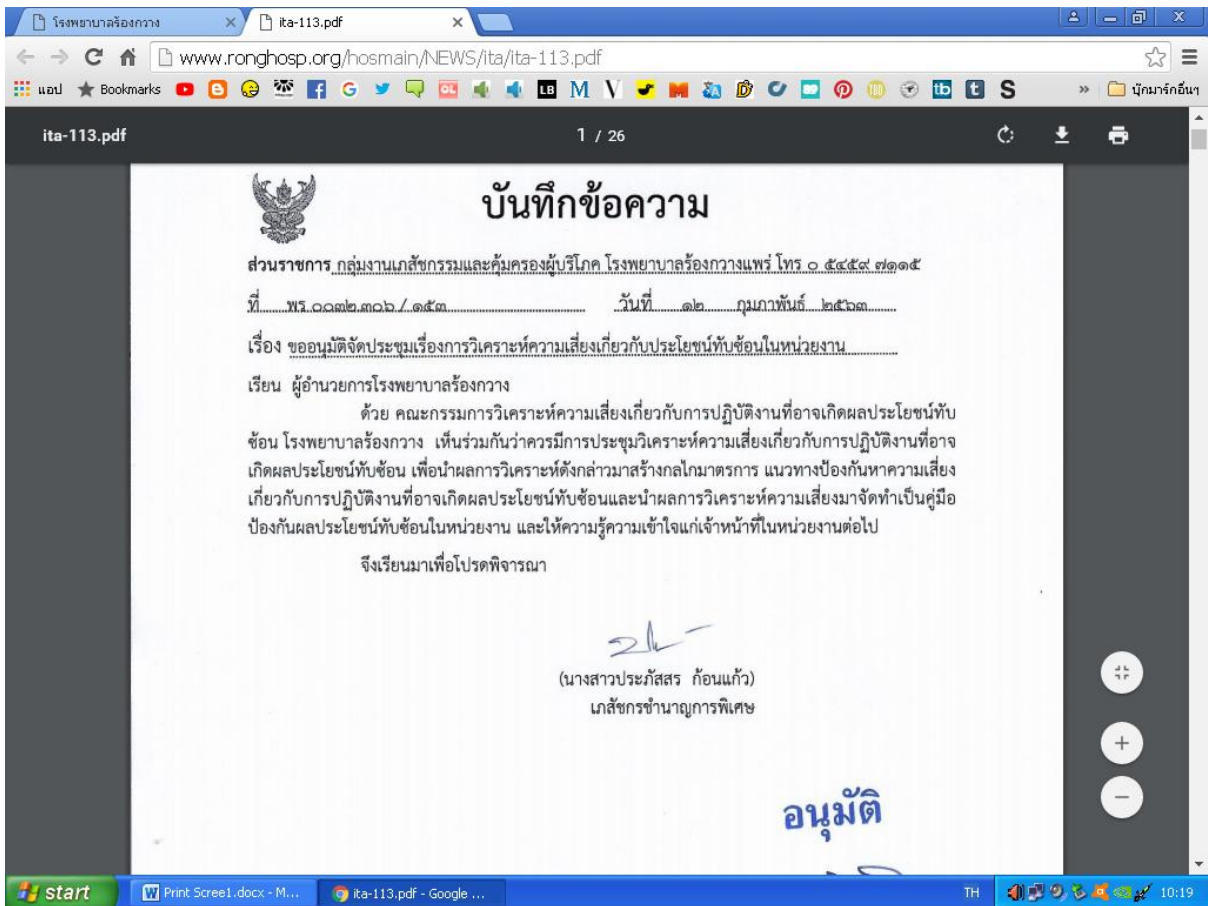 โรงพยาบาลร้องกวาง
ita-113.pdf
www.ronghosp.org/hosmain/NEWS/ita/ita-113.pdf
แอป Bookmarks » บุ๊กมาร์กอื่นๆ
ita-113.pdf 1 / 26
บันทึกข้อความ
ส่วนราชการ กลุ่มงานเภสัชกรรมและคุ้มครองผู้บริโภค โรงพยาบาลร้องกวางแพร่ โทร ๐ ๕๔๕๙ ๗๑๑๕
ที่ พร ๐๐๓๒.๓๐๖ / ๑๕๓ วันที่ ๑๒ กุมภาพันธ์ ๒๕๖๓
เรื่อง ขออนุมัติจัดประชุมเรื่องการวิเคราะห์ความเสี่ยงเกี่ยวกับประโยชน์ทับซ้อนในหน่วยงาน
เรียน ผู้อำนวยการโรงพยาบาลร้องกวาง
ด้วย คณะกรรมการวิเคราะห์ความเสี่ยงเกี่ยวกับการปฏิบัติงานที่อาจเกิดผลประโยชน์ทับ
ซ้อน โรงพยาบาลร้องกวาง เห็นร่วมกันว่าควรมีการประชุมวิเคราะห์ความเสี่ยงเกี่ยวกับการปฏิบัติงานที่อาจ
เกิดผลประโยชน์ทับซ้อน เพื่อนำผลการวิเคราะห์ดังกล่าวมาสร้างกลไกมาตรการ แนวทางป้องกันหาความเสี่ยง
เกี่ยวกับการปฏิบัติงานที่อาจเกิดผลประโยชน์ทับซ้อนและนำผลการวิเคราะห์ความเสี่ยงมาจัดทำเป็นคู่มือ
ป้องกันผลประโยชน์ทับซ้อนในหน่วยงาน และให้ความรู้ความเข้าใจแก่เจ้าหน้าที่ในหน่วยงานต่อไป
จึงเรียนมาเพื่อโปรดพิจารณา
(นางสาวประภัสสร ก้อนแก้ว)
เภสัชกรชำนาญการพิเศษ
อนุมัติ
start Print Scree1.docx - M... ita-113.pdf - Google ... TH 10:19